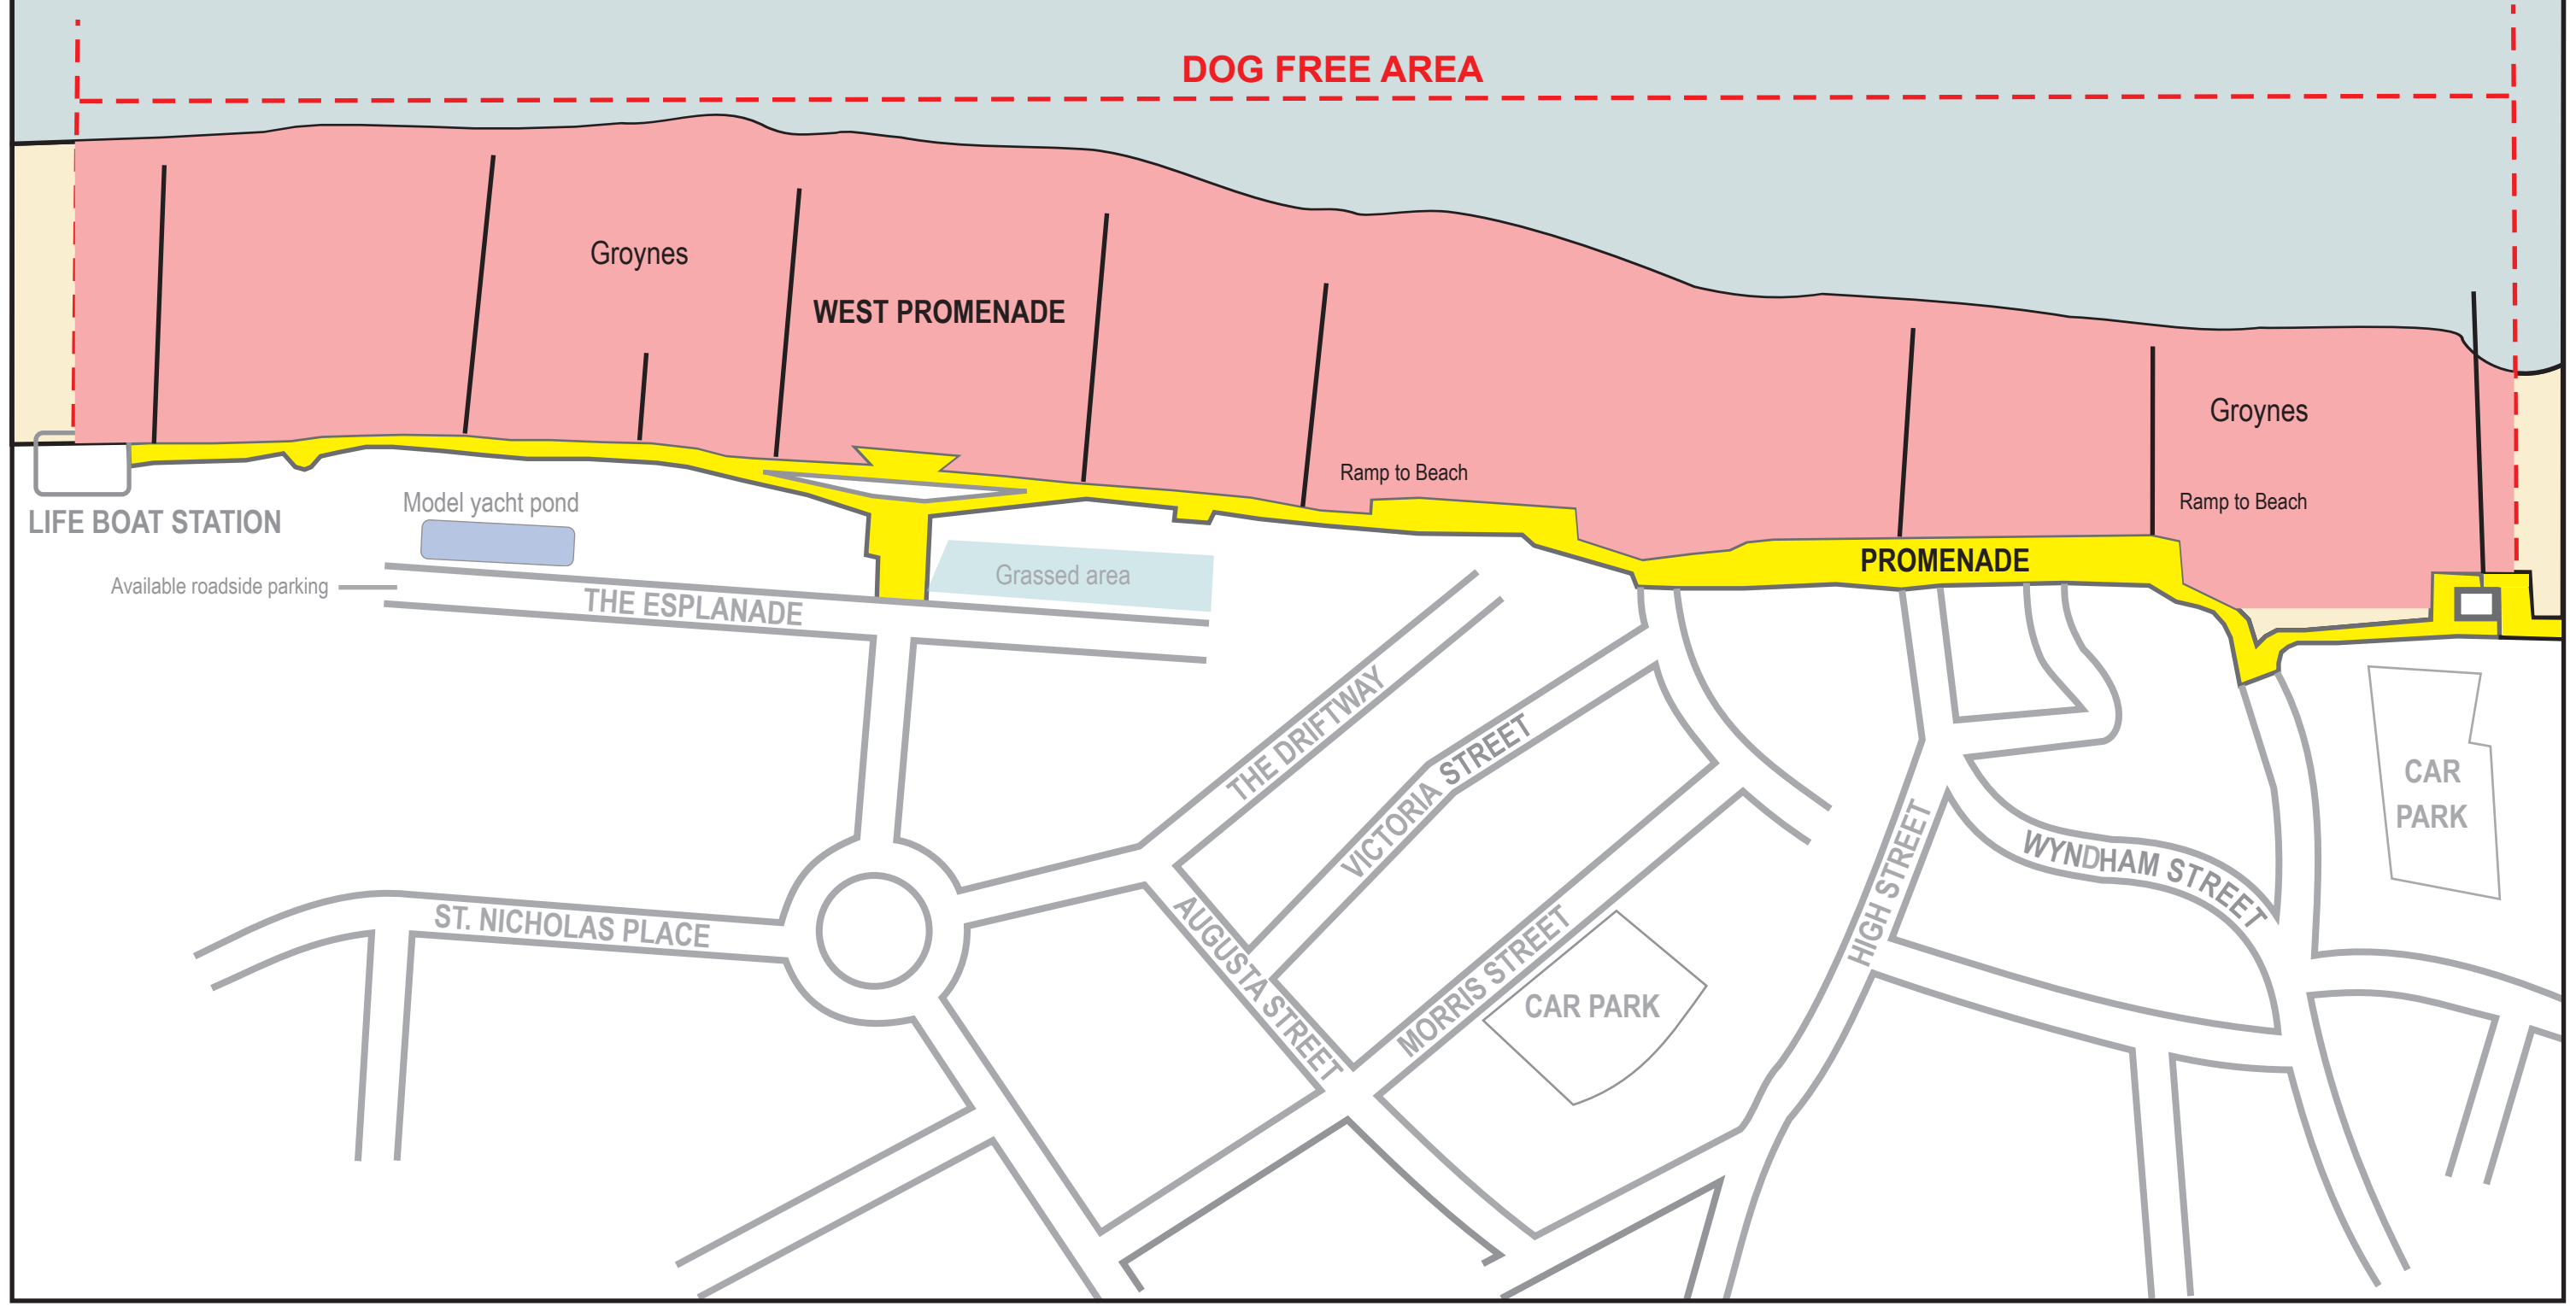 DOG FREE AREA
Groynes
WEST PROMENADE
Groynes
Ramp to Beach
Ramp to Beach
Model yacht pond
LIFE BOAT STATION
PROMENADE
Grassed area
Available roadside parking
THE ESPLANADE
THE DRIFTWAY
VICTORIA STREET
CAR
PARK
WYNDHAM STREET
HIGH STREET
ST. NICHOLAS PLACE
AUGUSTA STREET
MORRIS STREET
CAR PARK